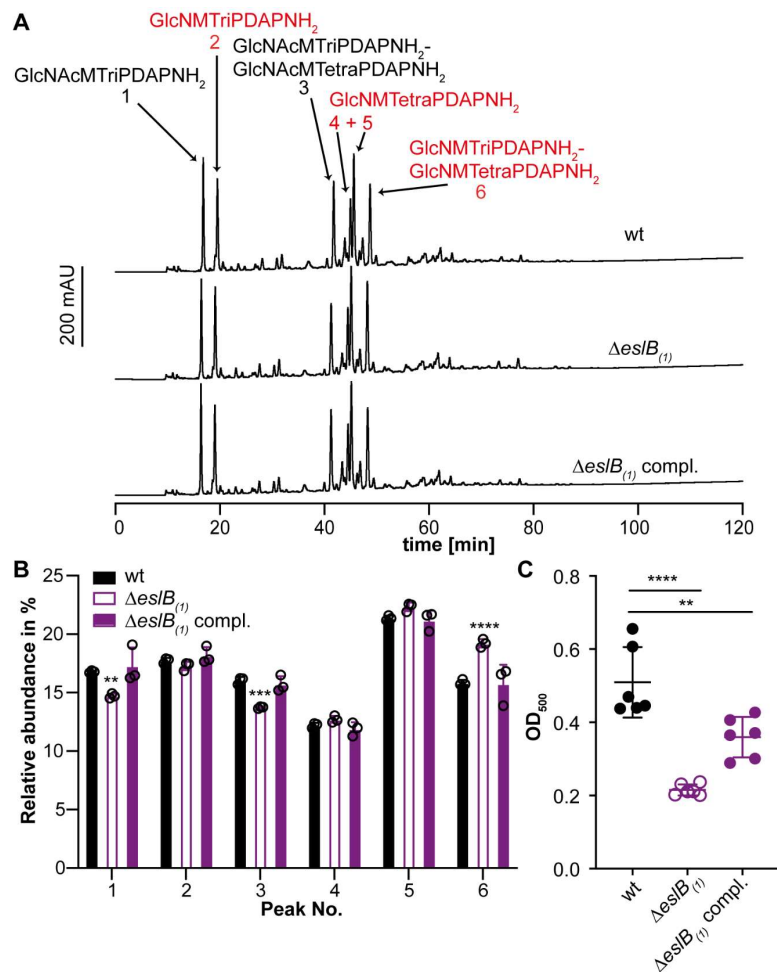 A
GlcNMTriPDAPNH₂
2
GlcNAcMTriPDAPNH₂–
GlcNAcMTetraPDAPNH₂
3
GlcNAcMTriPDAPNH₂
1
GlcNMTetraPDAPNH₂
4 + 5
GlcNMTriPDAPNH₂-
GlcNMTetraPDAPNH₂
6
wt
200 mAU
ΔeslB₍₁₎
ΔeslB₍₁₎ compl.
0 20 40 60 80 100 120
time [min]
B
wt
ΔeslB₍₁₎
ΔeslB₍₁₎ compl.
Relative abundance in %
25
20
15
10
5
0
**
***
****
1 2 3 4 5 6
Peak No.
C
****
**
OD₅₀₀
0.8
0.6
0.4
0.2
0.0
wt
ΔeslB₍₁₎
ΔeslB₍₁₎ compl.